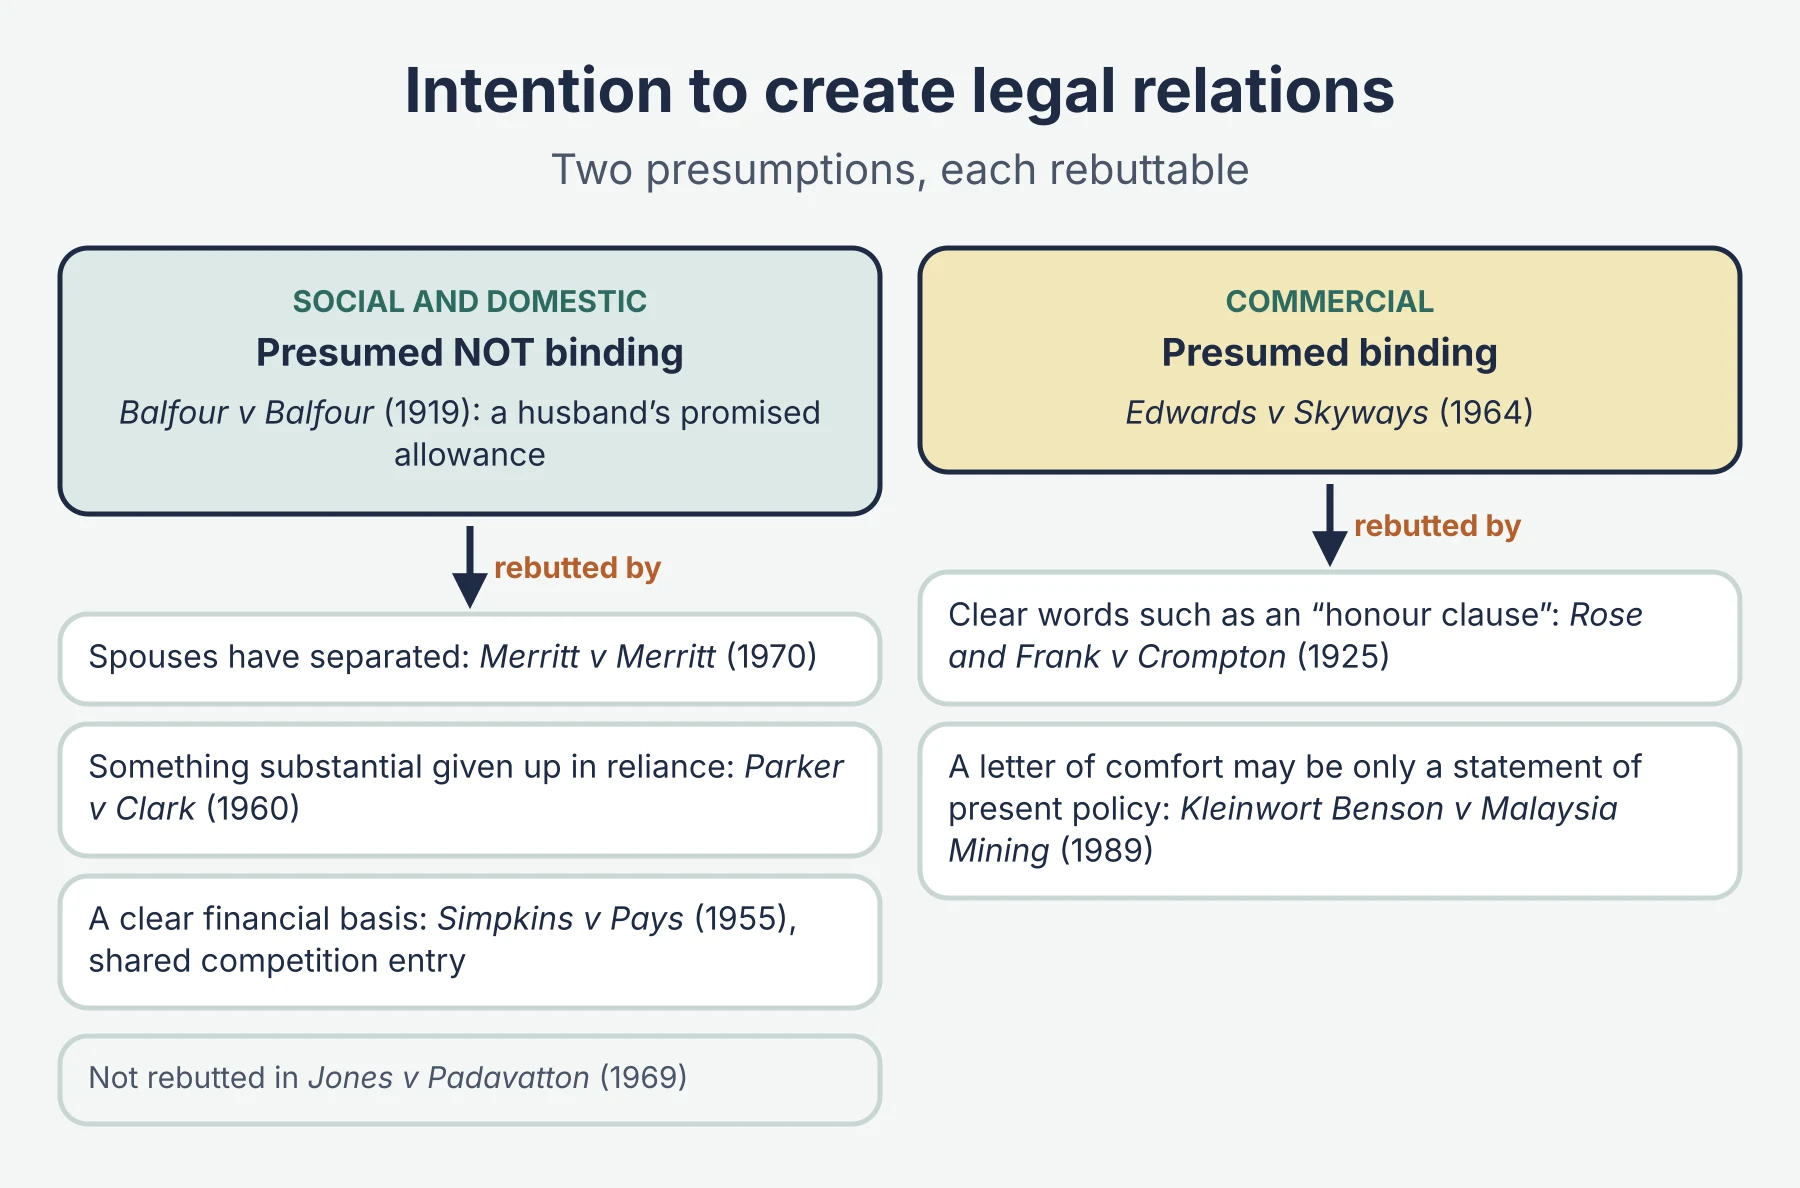 Intention to create legal relations
Two presumptions, each rebuttable
SOCIAL AND DOMESTIC
Presumed NOT binding
Balfour v Balfour (1919): a husband’s promised
allowance
rebutted by
Spouses have separated: Merritt v Merritt (1970)
Something substantial given up in reliance: Parker
v Clark (1960)
A clear financial basis: Simpkins v Pays (1955),
shared competition entry
Not rebutted in Jones v Padavatton (1969)
COMMERCIAL
Presumed binding
Edwards v Skyways (1964)
rebutted by
Clear words such as an “honour clause”: Rose
and Frank v Crompton (1925)
A letter of comfort may be only a statement of
present policy: Kleinwort Benson v Malaysia
Mining (1989)